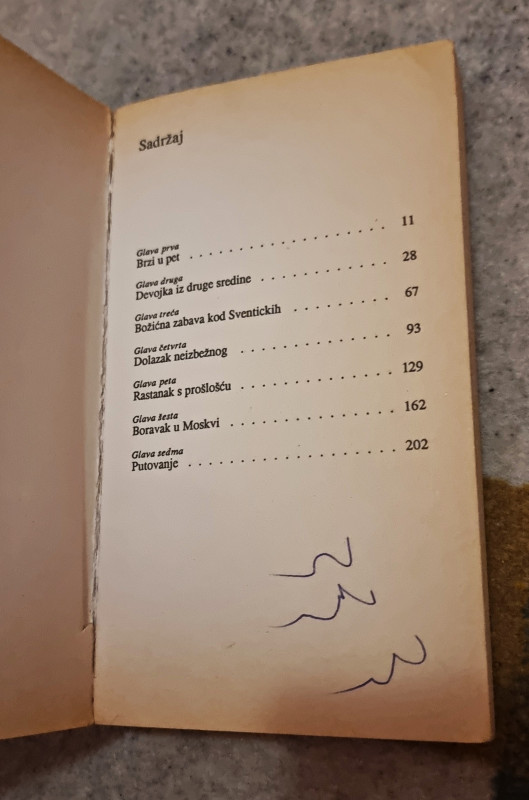 Sadržaj
Glava prva
Brzi u pet . . . . . . . . . . . . . . . . 11
Glava druga
Devojka iz druge sredine . . . . . . . . . . 28
Glava treća
Božićna zabava kod Sventickih . . . . . . . . 67
Glava četvrta
Dolazak neizbežnog . . . . . . . . . . . . 93
Glava peta
Rastanak s prošlošću . . . . . . . . . . . . 129
Glava šesta
Boravak u Moskvi . . . . . . . . . . . . . 162
Glava sedma
Putovanje . . . . . . . . . . . . . . . . 202